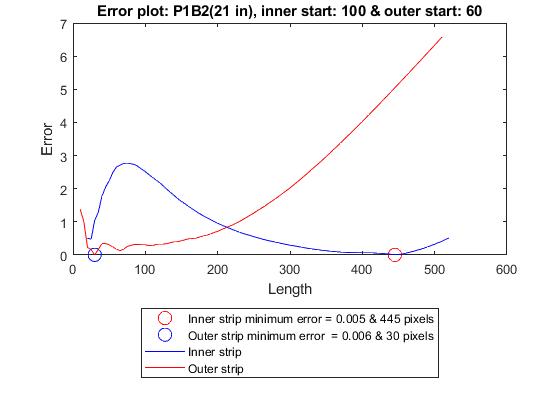 Error plot: P1B2(21 in), inner start: 100 & outer start: 60
7
6
5
4
3
2
1
0
Error
0 100 200 300 400 500 600
Length
Inner strip minimum error = 0.005 & 445 pixels
Outer strip minimum error = 0.006 & 30 pixels
Inner strip
Outer strip